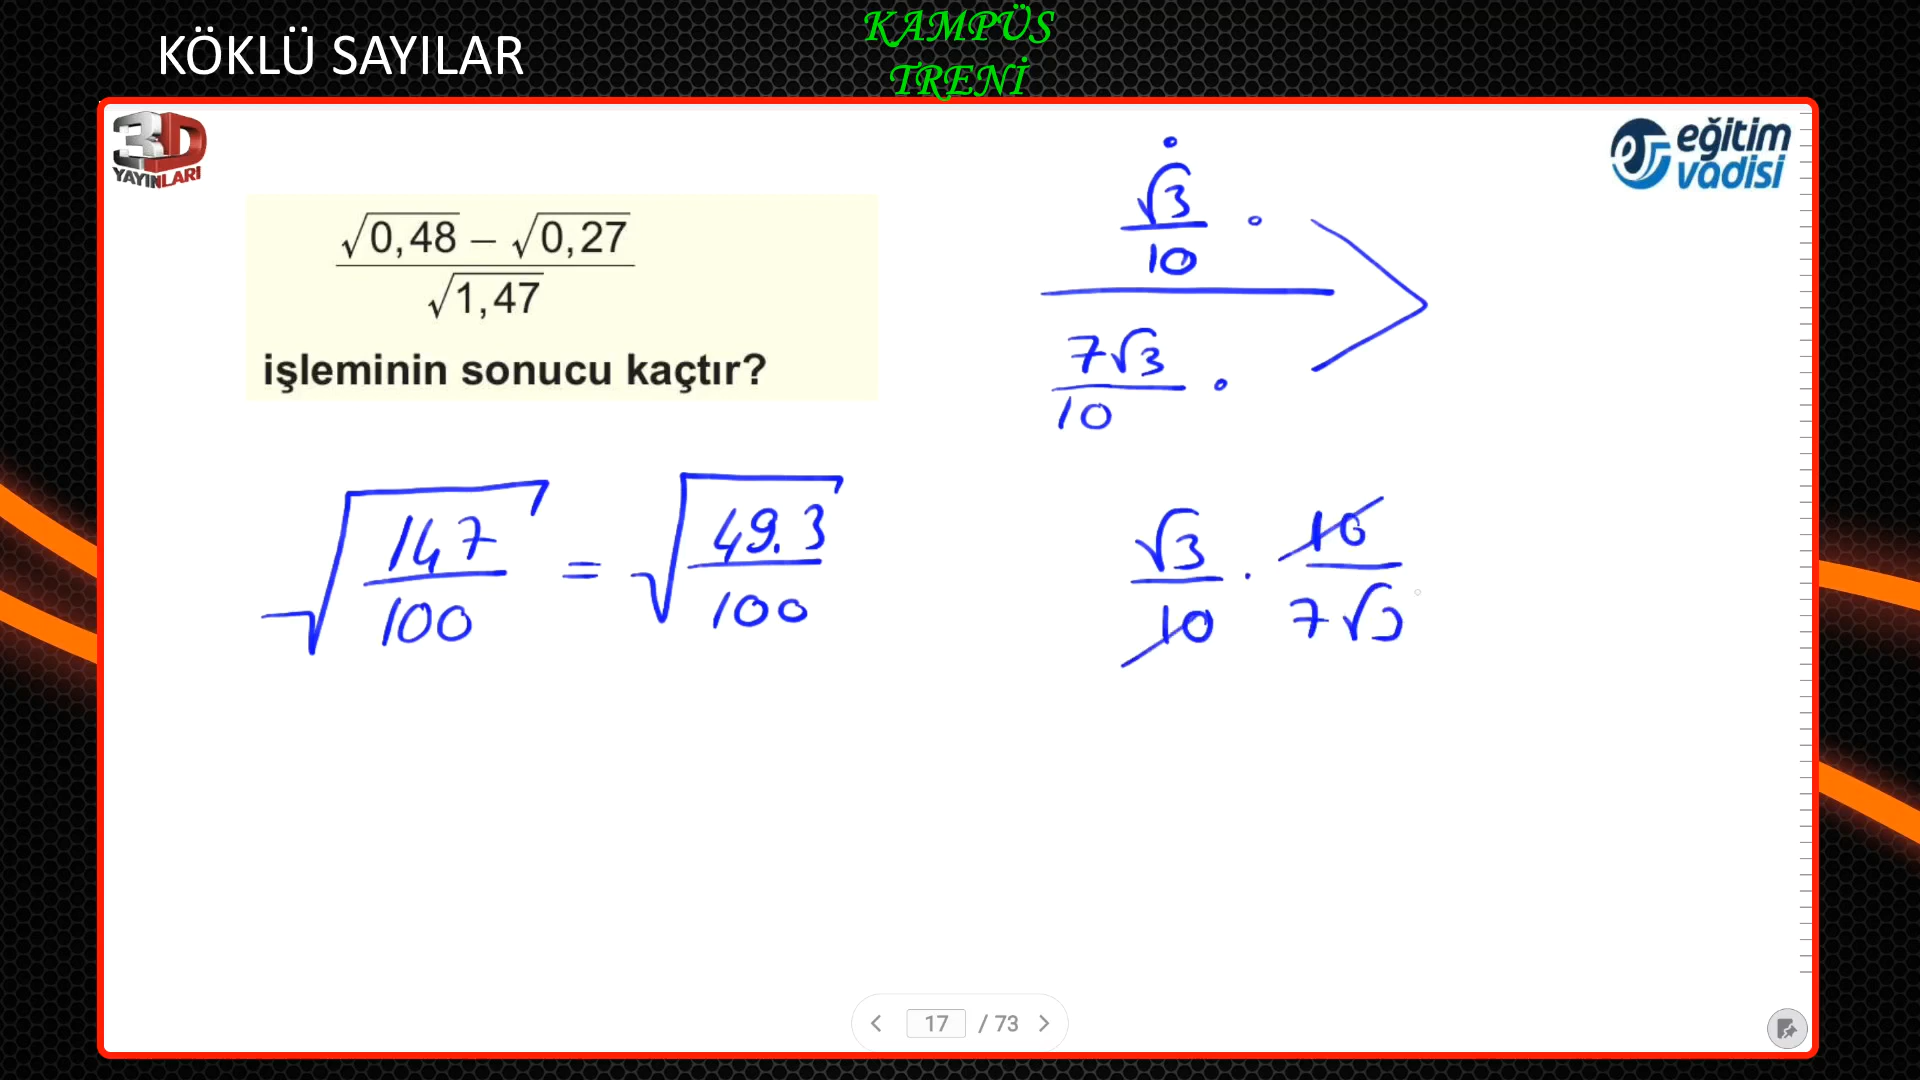 KÖKLÜ SAYILAR
KAMPÜS
TRENİ
3D
YAYINLARI
eğitim
vadisi
√0,48 – √0,27
√1,47
işleminin sonucu kaçtır?
√3
10
7√3
10
√147/100 = √49.3/100
√3/10 · 10/7√3
17 / 73